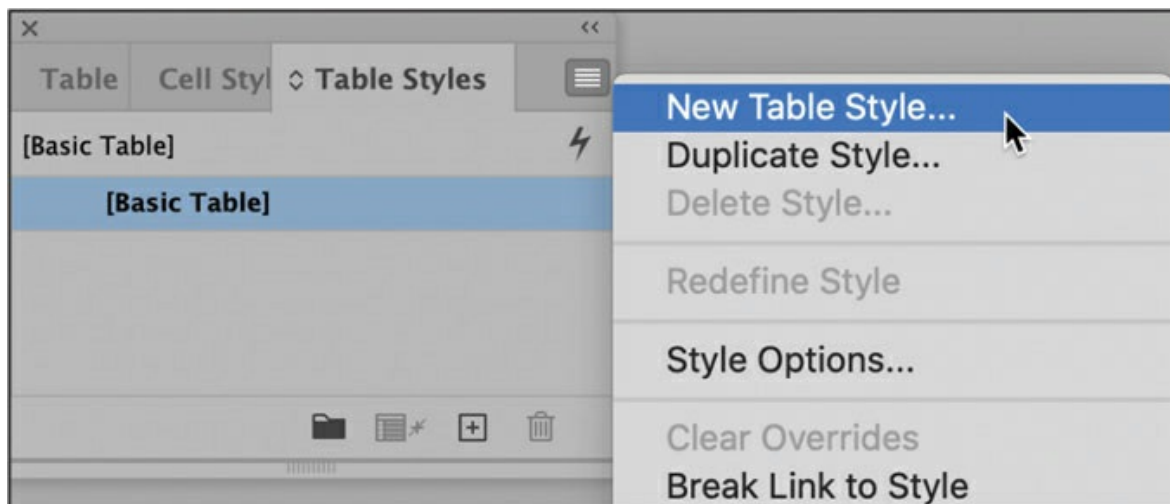 Table
Cell Styl
Table Styles
[Basic Table]
[Basic Table]
New Table Style...
Duplicate Style...
Delete Style...
Redefine Style
Style Options...
Clear Overrides
Break Link to Style